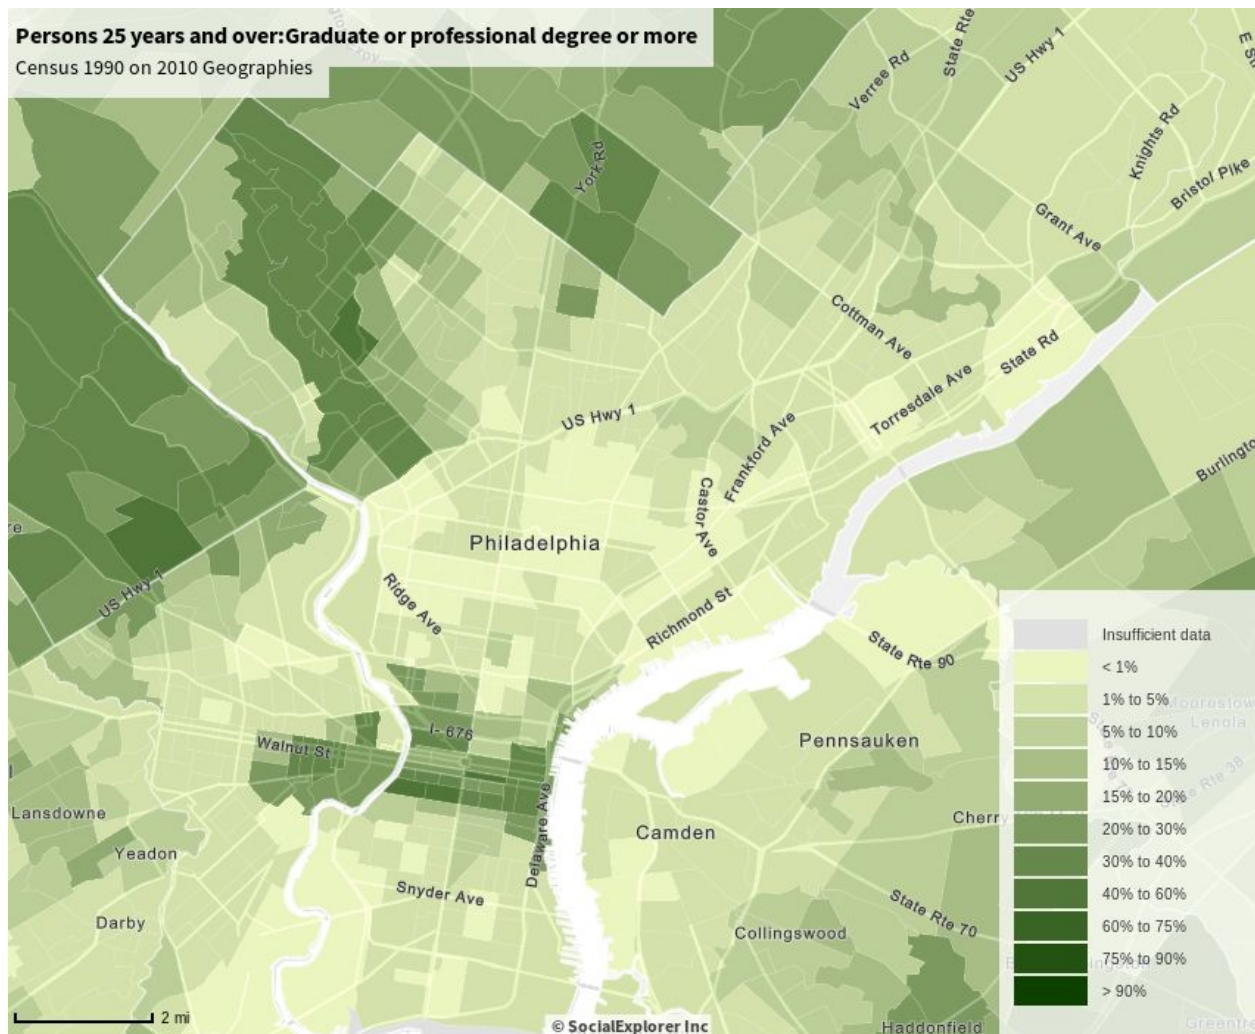 Persons 25 years and over:Graduate or professional degree or more
Census 1990 on 2010 Geographies
State Rte
US Hwy 1
Verree Rd
York Rd
Knights Rd
Bristol Pike
Grant Ave
Cottman Ave
State Rd
Torresdale Ave
US Hwy 1
Frankford Ave
Burlingto
Castor Ave
Philadelphia
US Hwy 1
Ridge Ave
Richmond St
State Rte 90
I- 676
Walnut St
Pennsauken
Lansdowne
Delaware Ave
Camden
Cherry
Yeadon
Snyder Ave
State Rte 70
Darby
Collingswood
Haddonfield
Insufficient data
< 1%
1% to 5%
5% to 10%
10% to 15%
15% to 20%
20% to 30%
30% to 40%
40% to 60%
60% to 75%
75% to 90%
> 90%
Lenola
State Rte 38
2 mi
© SocialExplorer Inc